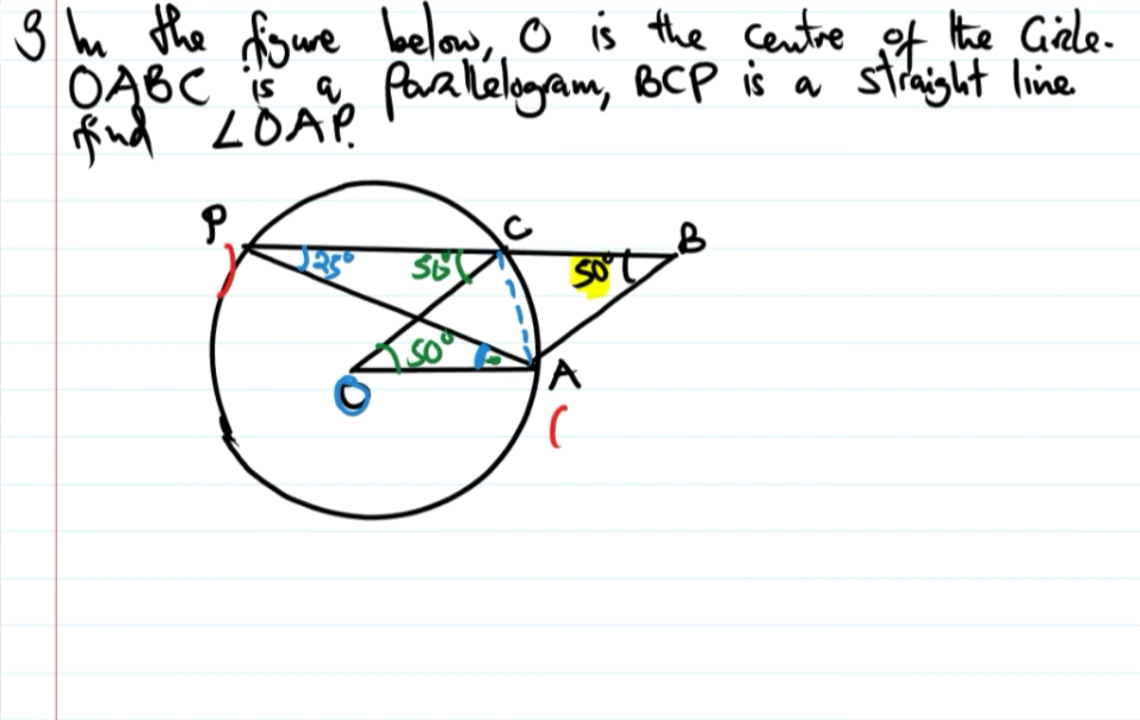 3 In the figure below, O is the centre of the Circle.
OABC is a parallelogram, BCP is a straight line.
find ∠OAP.
P C B
25° 50° 50°
50°
O A
(